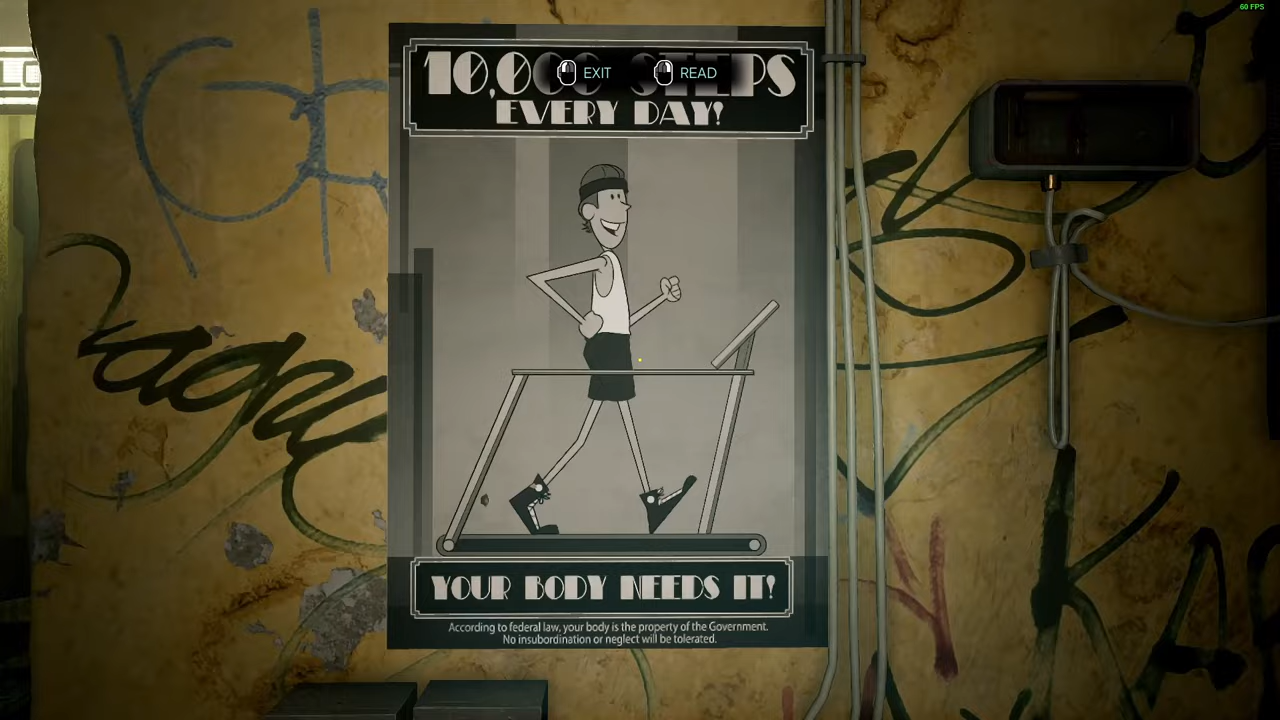 60 FPS
10,000 STEPS
EXIT
READ
EVERY DAY!
YOUR BODY NEEDS IT!
According to federal law, your body is the property of the Government.
No insubordination or neglect will be tolerated.